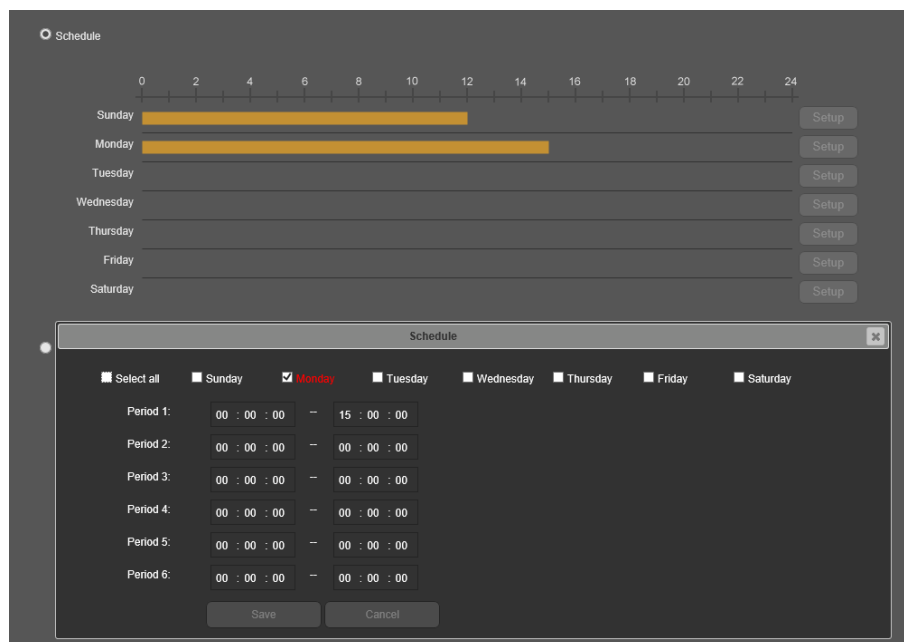 Schedule
0 2 4 6 8 10 12 14 16 18 20 22 24
Sunday Setup
Monday Setup
Tuesday Setup
Wednesday Setup
Thursday Setup
Friday Setup
Saturday Setup
Schedule
Select all Sunday Monday Tuesday Wednesday Thursday Friday Saturday
Period 1: 00 : 00 : 00 -- 15 : 00 : 00
Period 2: 00 : 00 : 00 -- 00 : 00 : 00
Period 3: 00 : 00 : 00 -- 00 : 00 : 00
Period 4: 00 : 00 : 00 -- 00 : 00 : 00
Period 5: 00 : 00 : 00 -- 00 : 00 : 00
Period 6: 00 : 00 : 00 -- 00 : 00 : 00
Save Cancel